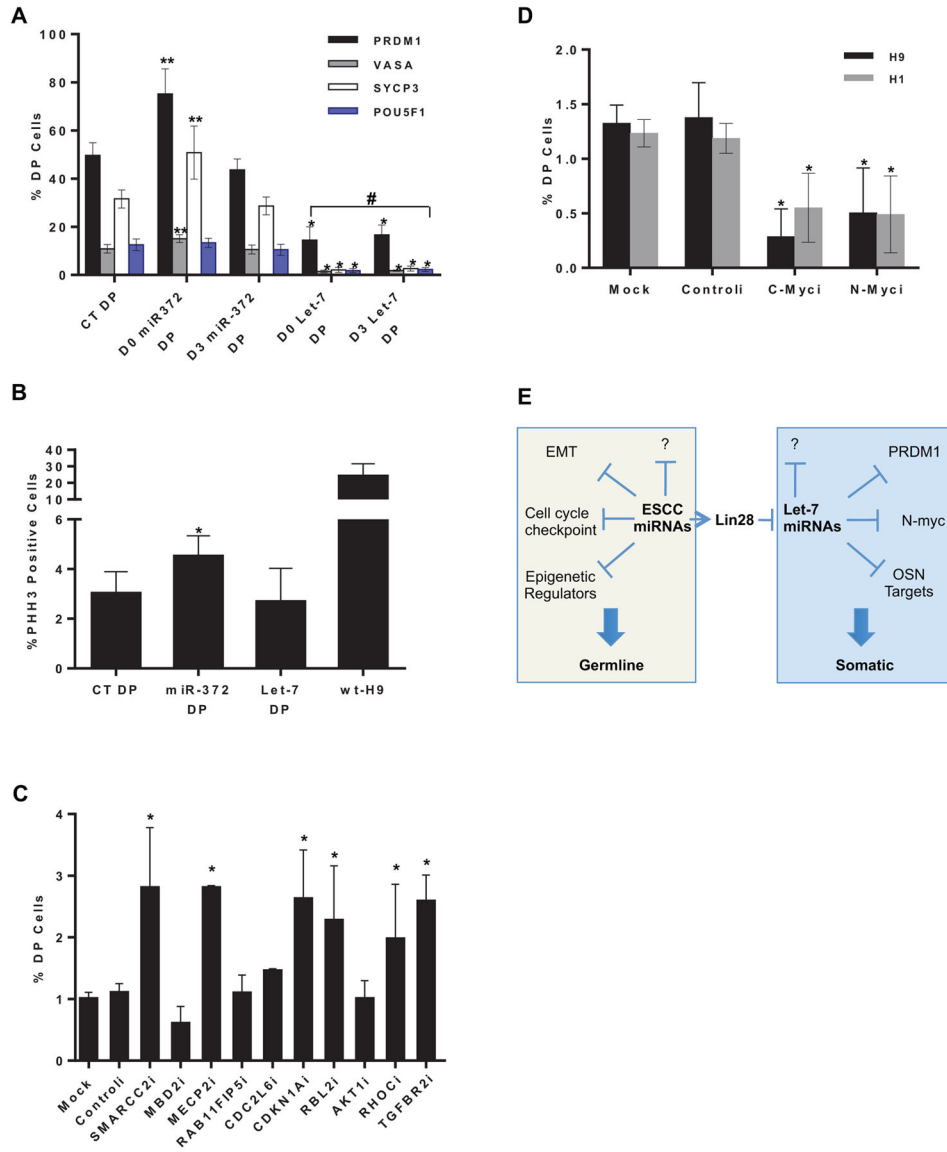 A
100
80
60
40
20
0
% DP Cells
PRDM1
VASA
SYCP3
POU5F1
**
**
**
*
*
*
*
#
*
*
*
*
CT DP
D0 miR372 DP
D3 miR-372 DP
D0 Let-7 DP
D3 Let-7 DP
B
40
30
20
10
6
4
2
0
%PHH3 Positive Cells
*
CT DP
miR-372 DP
Let-7 DP
wt-H9
C
4
3
2
1
0
% DP Cells
*
*
*
*
*
*
Mock
Controli
SMARCC2i
MBD2i
MECP2i
RAB11FIP5i
CDC2L6i
CDKN1Ai
RBL2i
AKT1i
RHOCi
TGFBR2i
D
2.0
1.5
1.0
0.5
0.0
% DP Cells
H9
H1
*
*
*
*
Mock
Controli
C-Myci
N-Myci
E
EMT
?
Cell cycle
checkpoint
ESCC
miRNAs
Epigenetic
Regulators
Germline
Lin28
?
PRDM1
Let-7
miRNAs
N-myc
OSN
Targets
Somatic